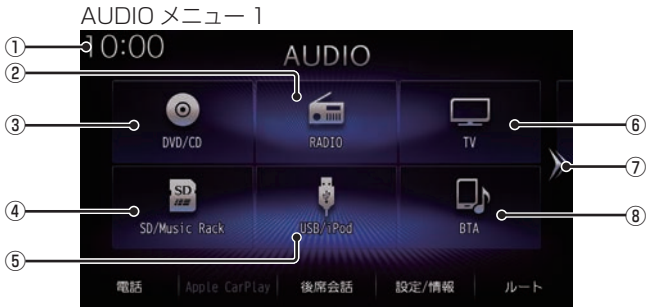 AUDIO メニュー 1
① 10:00 AUDIO
②
③ DVD/CD RADIO TV ⑥
⑦
④ SD/Music Rack USB/iPod BTA ⑧
SD
⑤
電話 Apple CarPlay 後席会話 設定/情報 ルート